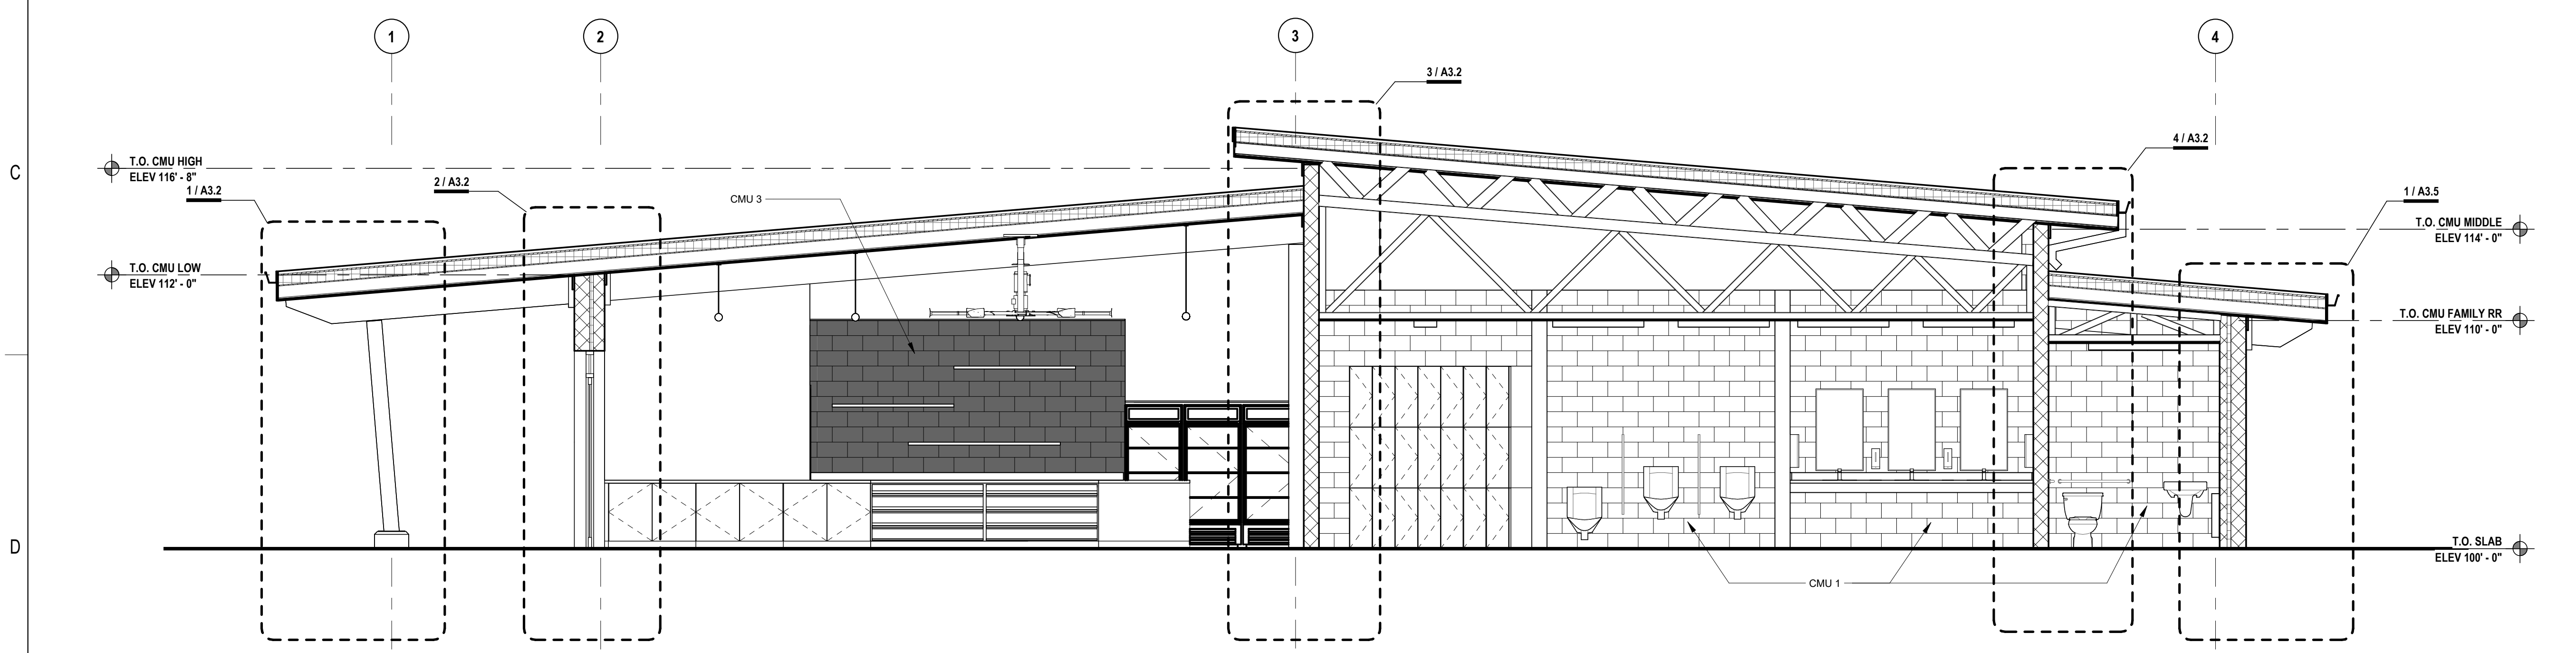 1
2
3
4
3 / A3.2
4 / A3.2
C
T.O. CMU HIGH
ELEV 116' - 8"
1 / A3.2
2 / A3.2
CMU 3
1 / A3.5
T.O. CMU MIDDLE
ELEV 114' - 0"
T.O. CMU LOW
ELEV 112' - 0"
T.O. CMU FAMILY RR
ELEV 110' - 0"
D
T.O. SLAB
ELEV 100' - 0"
CMU 1